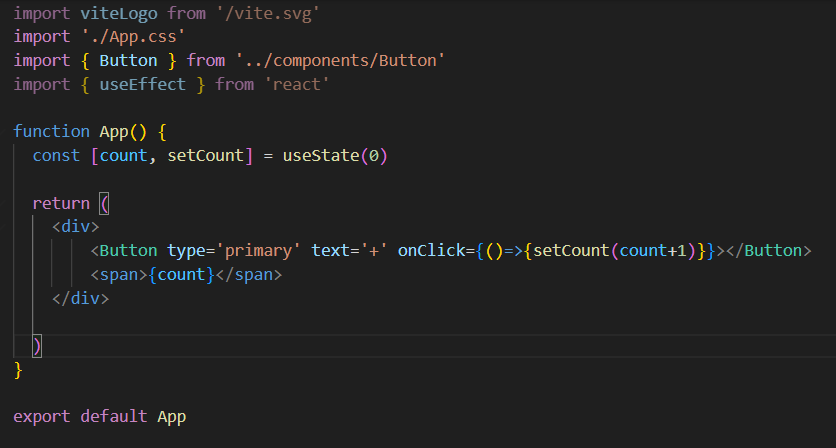 import viteLogo from '/vite.svg'
import './App.css'
import { Button } from '../components/Button'
import { useEffect } from 'react'
function App() {
const [count, setCount] = useState(0)
return (
<div>
<Button type='primary' text='+' onClick={()=>{setCount(count+1)}}></Button>
<span>{count}</span>
</div>
)
}
export default App